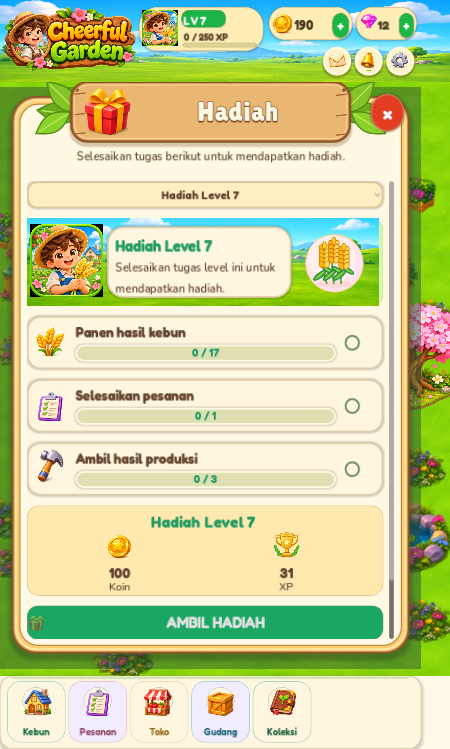 Cheerful
Garden
LV 7
0 / 250 XP
190
+
12
+
Hadiah
Selesaikan tugas berikut untuk mendapatkan hadiah.
Hadiah Level 7
Hadiah Level 7
Selesaikan tugas level ini untuk
mendapatkan hadiah.
Panen hasil kebun
0 / 17
Selesaikan pesanan
0 / 1
Ambil hasil produksi
0 / 3
Hadiah Level 7
100
Koin
31
XP
AMBIL HADIAH
Kebun
Pesanan
Toko
Gudang
Koleksi